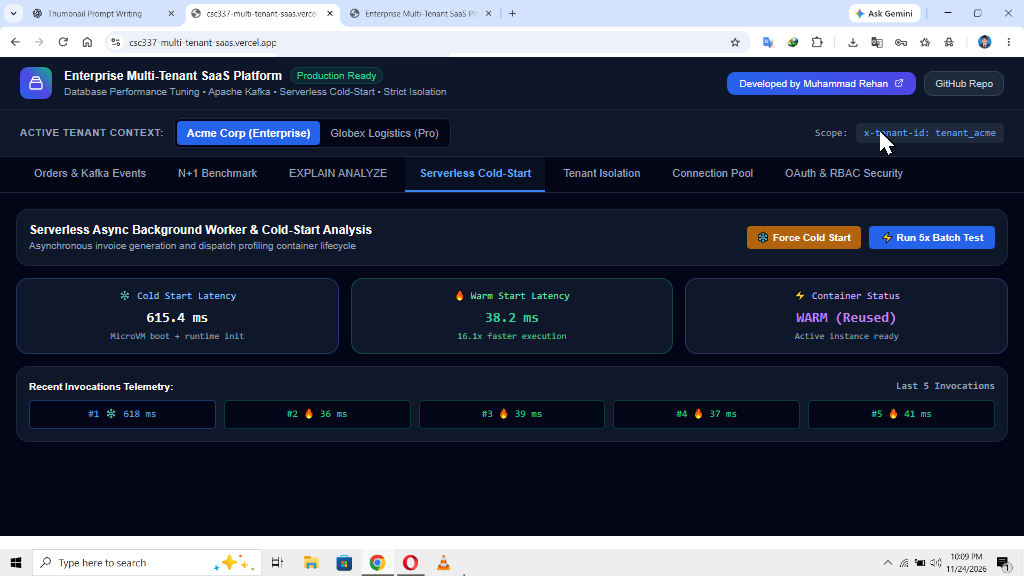 Thumbnail Prompt Writing
csc337-multi-tenant-saas.vercel
Enterprise Multi-Tenant SaaS Pl
Ask Gemini
csc337-multi-tenant-saas.vercel.app
Enterprise Multi-Tenant SaaS Platform
Production Ready
Database Performance Tuning • Apache Kafka • Serverless Cold-Start • Strict Isolation
Developed by Muhammad Rehan
GitHub Repo
ACTIVE TENANT CONTEXT:
Acme Corp (Enterprise)
Globex Logistics (Pro)
Scope:
x-tenant-id: tenant_acme
Orders & Kafka Events
N+1 Benchmark
EXPLAIN ANALYZE
Serverless Cold-Start
Tenant Isolation
Connection Pool
OAuth & RBAC Security
Serverless Async Background Worker & Cold-Start Analysis
Asynchronous invoice generation and dispatch profiling container lifecycle
Force Cold Start
Run 5x Batch Test
Cold Start Latency
615.4 ms
MicroVM boot + runtime init
Warm Start Latency
38.2 ms
16.1x faster execution
Container Status
WARM (Reused)
Active instance ready
Recent Invocations Telemetry:
Last 5 Invocations
#1 618 ms
#2 36 ms
#3 39 ms
#4 37 ms
#5 41 ms
Type here to search
10:09 PM
11/24/2026
1